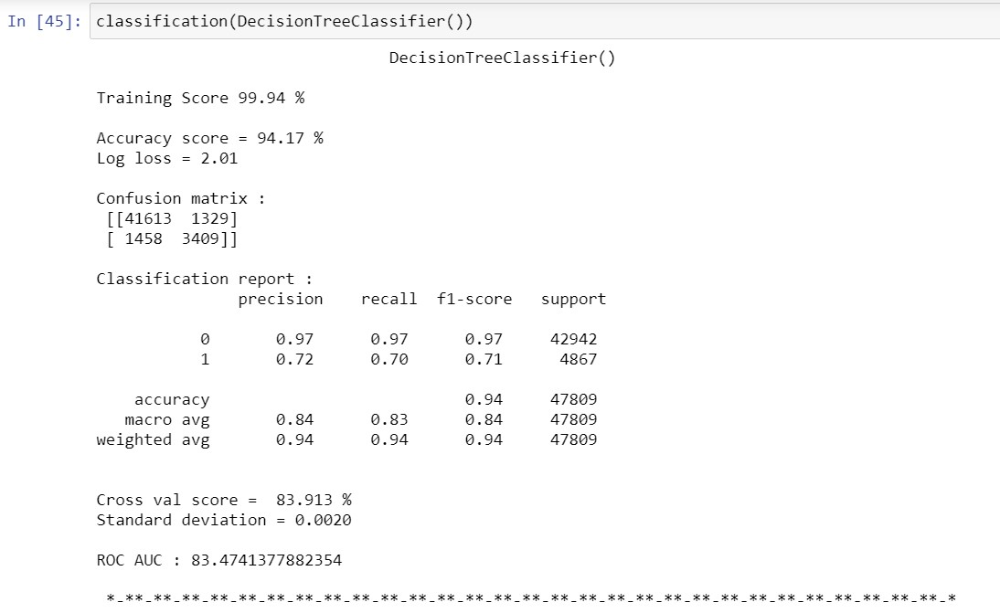 In [45]: classification(DecisionTreeClassifier())
DecisionTreeClassifier()
Training Score 99.94 %
Accuracy score = 94.17 %
Log loss = 2.01
Confusion matrix :
[[41613  1329]
[ 1458  3409]]
Classification report :
precision    recall  f1-score   support
0       0.97      0.97      0.97     42942
1       0.72      0.70      0.71      4867
accuracy                           0.94     47809
macro avg       0.84      0.83      0.84     47809
weighted avg       0.94      0.94      0.94     47809
Cross val score =  83.913 %
Standard deviation = 0.0020
ROC AUC : 83.4741377882354
*-**-**-**-**-**-**-**-**-**-**-**-**-**-**-**-**-**-**-**-**-**-**-**-**-**-**-**-**-**-*